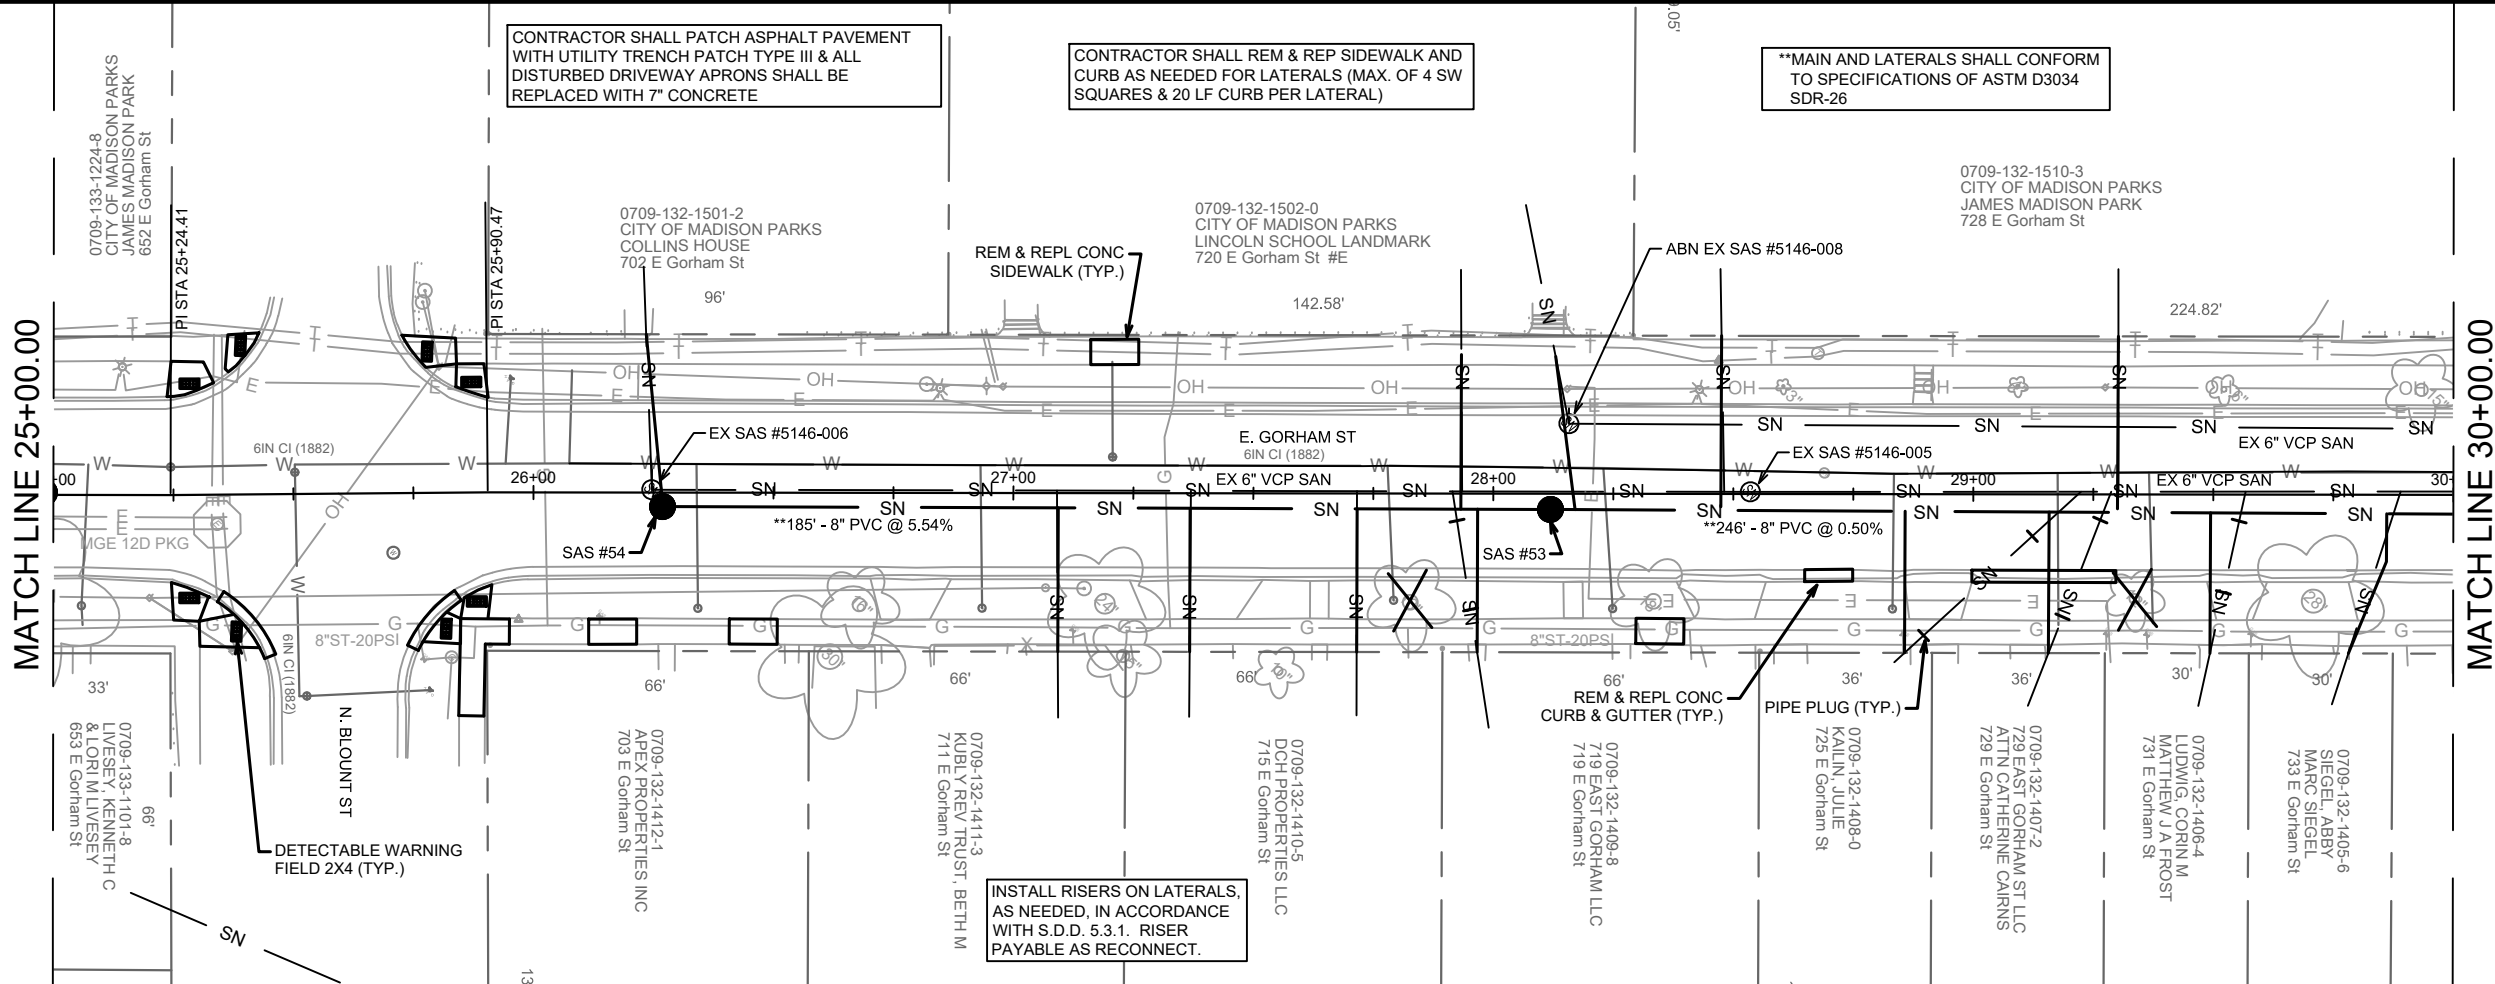 CONTRACTOR SHALL PATCH ASPHALT PAVEMENT
WITH UTILITY TRENCH PATCH TYPE III & ALL
DISTURBED DRIVEWAY APRONS SHALL BE
REPLACED WITH 7" CONCRETE
CONTRACTOR SHALL REM & REP SIDEWALK AND
CURB AS NEEDED FOR LATERALS (MAX. OF 4 SW
SQUARES & 20 LF CURB PER LATERAL)
**MAIN AND LATERALS SHALL CONFORM
TO SPECIFICATIONS OF ASTM D3034
SDR-26
0709-133-1224-8
CITY OF MADISON PARKS
JAMES MADISON PARK
652 E Gorham St
PI STA 25+24.41
PI STA 25+90.47
0709-132-1501-2
CITY OF MADISON PARKS
COLLINS HOUSE
702 E Gorham St
96'
REM & REPL CONC
SIDEWALK (TYP.)
0709-132-1502-0
CITY OF MADISON PARKS
LINCOLN SCHOOL LANDMARK
720 E Gorham St #E
142.58'
ABN EX SAS #5146-008
0709-132-1510-3
CITY OF MADISON PARKS
JAMES MADISON PARK
728 E Gorham St
224.82'
MATCH LINE 25+00.00
MATCH LINE 30+00.00
6IN CI (1882)
EX SAS #5146-006
E. GORHAM ST
6IN CI (1882)
EX 6" VCP SAN
EX SAS #5146-005
EX 6" VCP SAN
EX 6" VCP SAN
26+00
27+00
28+00
29+00
MGE 12D PKG
SAS #54
**185' - 8" PVC @ 5.54%
SAS #53
**246' - 8" PVC @ 0.50%
8"ST-20PSI
8"ST-20PSI
6IN CI (1882)
N. BLOUNT ST
33'
66'
66'
66'
66'
36'
36'
30'
30'
REM & REPL CONC
CURB & GUTTER (TYP.)
PIPE PLUG (TYP.)
0709-133-1101-8
LIVESEY, KENNETH C
& LORI M LIVESEY
653 E Gorham St
66'
DETECTABLE WARNING
FIELD 2X4 (TYP.)
0709-132-1412-1
APEX PROPERTIES INC
703 E Gorham St
0709-132-1411-3
KUBLY REV TRUST, BETH M
711 E Gorham St
0709-132-1410-5
DCH PROPERTIES LLC
715 E Gorham St
0709-132-1409-8
719 EAST GORHAM LLC
719 E Gorham St
0709-132-1408-0
KAILIN, JULIE
725 E Gorham St
0709-132-1407-2
729 EAST GORHAM ST LLC
ATTN CATHERINE CAIRNS
729 E Gorham St
0709-132-1406-4
LUDWIG, CORIN M
MATTHEW J A FROST
731 E Gorham St
0709-132-1405-6
SIEGEL, ABBY
MARC SIEGEL
733 E Gorham St
INSTALL RISERS ON LATERALS,
AS NEEDED, IN ACCORDANCE
WITH S.D.D. 5.3.1. RISER
PAYABLE AS RECONNECT.
SN